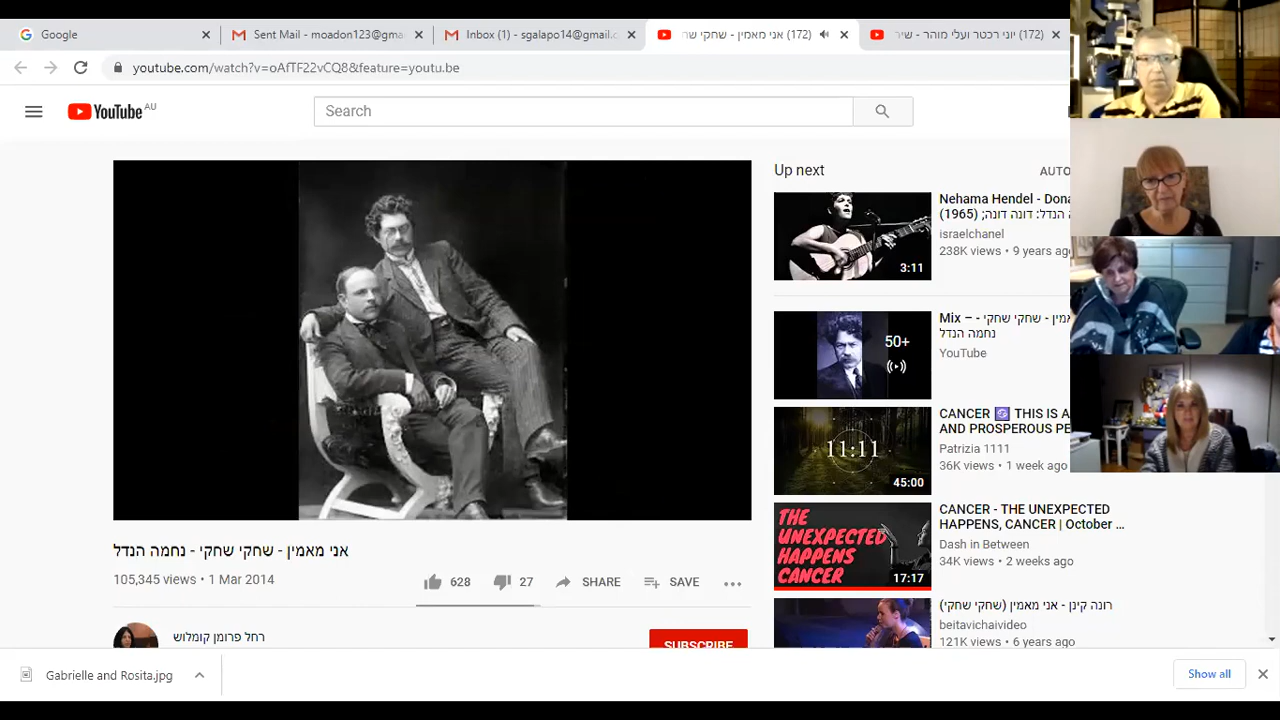 Google
Sent Mail - moadon123@gma
Inbox (1) - sgalapo14@gmail.c
(172) אני מאמין - שחקי שח
(172) יוני רכטר ועלי מוהר - שיר
youtube.com/watch?v=oAfTF22vCQ8&feature=youtu.be
YouTube AU
Search
Up next
AUTO
Nehama Hendel - Dona
(1965) ;הנדל: דונה דונה
israelchanel
238K views • 9 years ago
3:11
Mix – אמין - שחקי שחקי -
נחמה הנדל
YouTube
50+
CANCER ♋ THIS IS A
AND PROSPEROUS PE
Patrizia 1111
36K views • 1 week ago
11:11
45:00
CANCER - THE UNEXPECTED
HAPPENS, CANCER | October ...
Dash in Between
34K views • 2 weeks ago
THE
UNEXPECTED
HAPPENS
CANCER
17:17
רונה קינן - אני מאמין (שחקי שחקי)
beitavichaivideo
121K views • 6 years ago
אני מאמין - שחקי שחקי - נחמה הנדל
105,345 views • 1 Mar 2014
628
27
SHARE
SAVE
רחל פרומן קומלוש
SUBSCRIBE
Gabrielle and Rosita.jpg
Show all